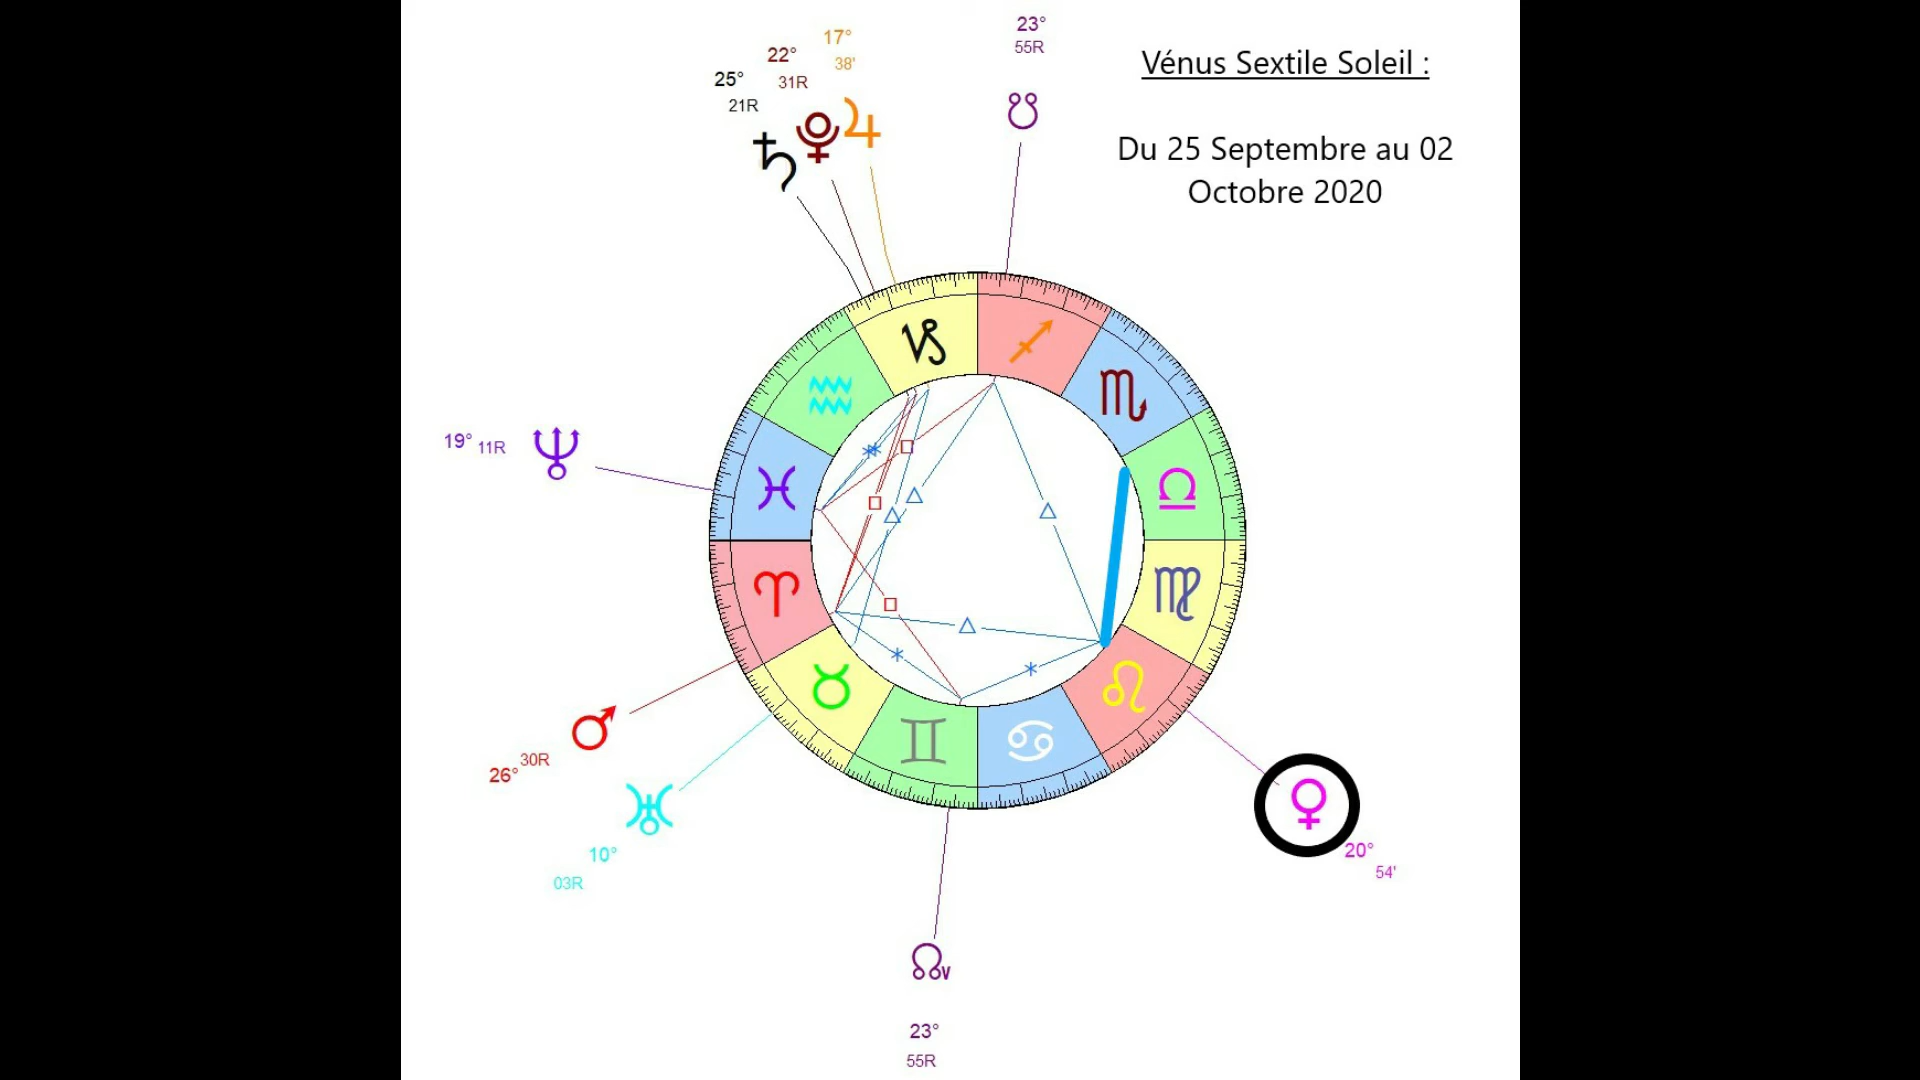 Vénus Sextile Soleil :
Du 25 Septembre au 02
Octobre 2020
23°
55R
17°
38'
22°
31R
25°
21R
19° 11R
26° 30R
10°
03R
20°
54'
V
23°
55R